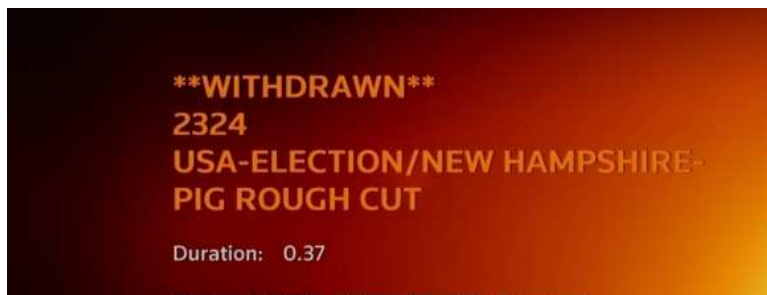 **WITHDRAWN**
2324
USA-ELECTION/NEW HAMPSHIRE-
PIG ROUGH CUT
Duration: 0.37